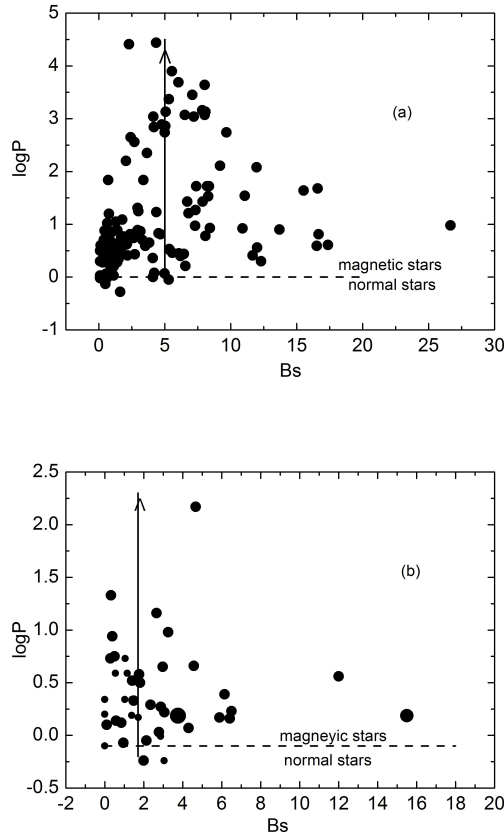 5
4
3
2
1
0
-1
logP
(a)
magnetic stars
normal stars
0 5 10 15 20 25 30
Bs
2.5
2.0
1.5
1.0
0.5
0.0
-0.5
logP
(b)
magneyic stars
normal stars
-2 0 2 4 6 8 10 12 14 16 18 20
Bs